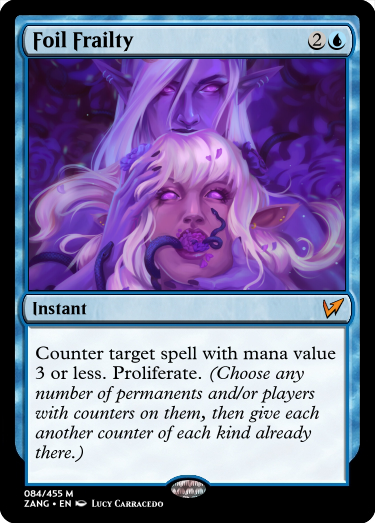 Foil Frailty 2
Instant
Counter target spell with mana value
3 or less. Proliferate. (Choose any
number of permanents and/or players
with counters on them, then give each
another counter of each kind already
there.)
084/455 M
ZANG • EN Lucy Carracedo